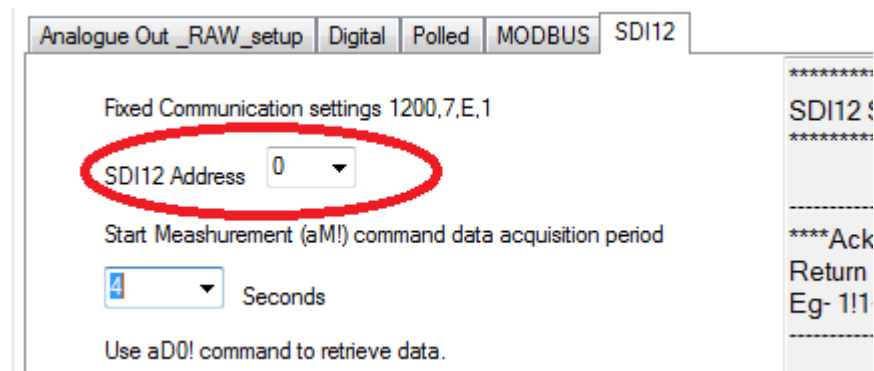 Analogue Out _RAW_setup Digital Polled MODBUS SDI12
Fixed Communication settings 1200,7,E,1
SDI12 Address 0
Start Meashurement (aM!) command data acquisition period
4 Seconds
Use aD0! command to retrieve data.
*********
SDI12 S
*********
----------
****Ack
Return
Eg- 1!1-
----------